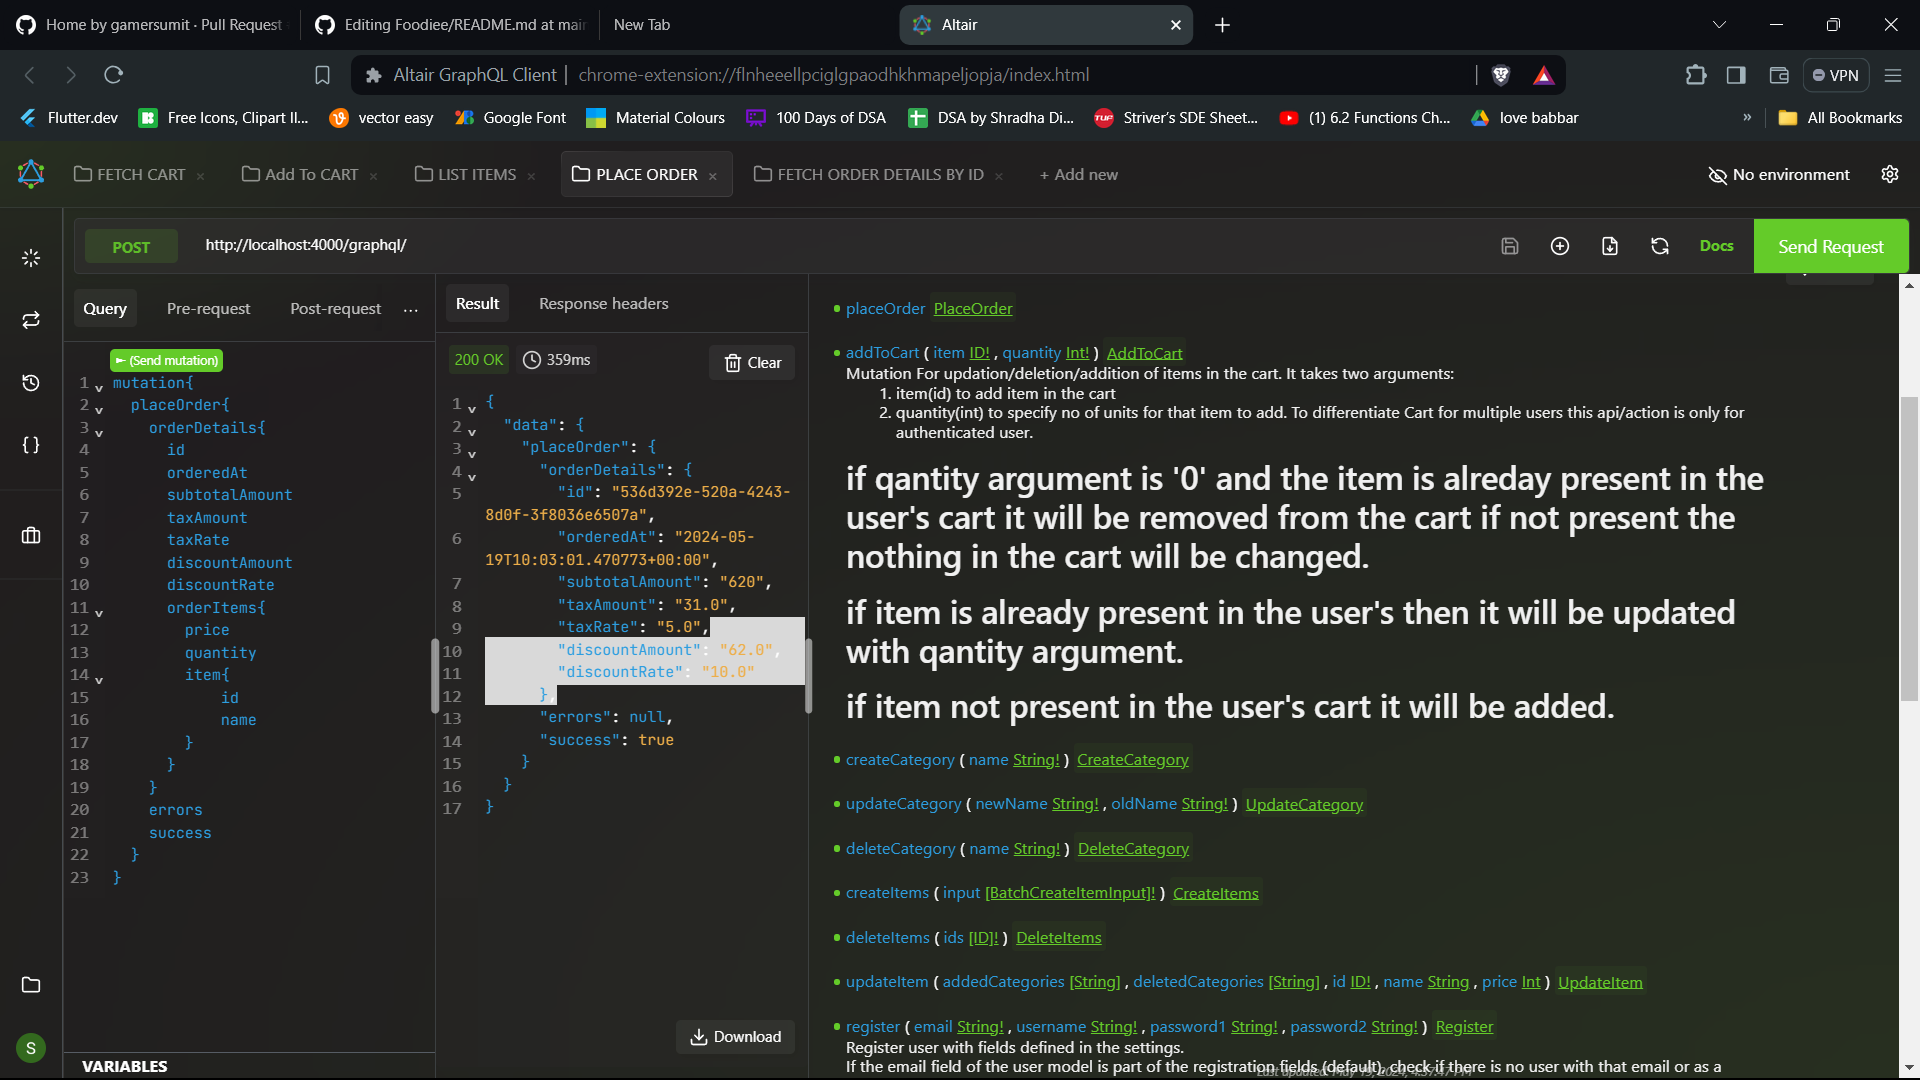 Home by gamersumit · Pull Request
Editing Foodiee/README.md at mai
New Tab
Altair
Altair GraphQL Client
chrome-extension://flnheeellpciglgpaodhkhmapeljopja/index.html
VPN
Flutter.dev
Free Icons, Clipart Il...
vector easy
Google Font
Material Colours
100 Days of DSA
DSA by Shradha Di...
Striver's SDE Sheet...
(1) 6.2 Functions Ch...
love babbar
»
All Bookmarks
FETCH CART
Add To CART
LIST ITEMS
PLACE ORDER
FETCH ORDER DETAILS BY ID
+ Add new
No environment
POST
http://localhost:4000/graphql/
Docs
Send Request
Query
Pre-request
Post-request
...
(Send mutation)
1 mutation{
2 placeOrder{
3 orderDetails{
4 id
5 orderedAt
6 subtotalAmount
7 taxAmount
8 taxRate
9 discountAmount
10 discountRate
11 orderItems{
12 price
13 quantity
14 item{
15 id
16 name
17 }
18 }
19 }
20 errors
21 success
22 }
23 }
VARIABLES
S
Result
Response headers
200 OK
359ms
Clear
1 {
2 "data": {
3 "placeOrder": {
4 "orderDetails": {
5 "id": "536d392e-520a-4243-
8d0f-3f8036e6507a",
6 "orderedAt": "2024-05-
19T10:03:01.470773+00:00",
7 "subtotalAmount": "620",
8 "taxAmount": "31.0",
9 "taxRate": "5.0",
10 "discountAmount": "62.0",
11 "discountRate": "10.0"
12 },
13 "errors": null,
14 "success": true
15 }
16 }
17 }
Download
placeOrder PlaceOrder
addToCart ( item ID! , quantity Int! ) AddToCart
Mutation For updation/deletion/addition of items in the cart. It takes two arguments:
1. item(id) to add item in the cart
2. quantity(int) to specify no of units for that item to add. To differentiate Cart for multiple users this api/action is only for
authenticated user.
if qantity argument is '0' and the item is alreday present in the
user's cart it will be removed from the cart if not present the
nothing in the cart will be changed.
if item is already present in the user's then it will be updated
with qantity argument.
if item not present in the user's cart it will be added.
createCategory ( name String! ) CreateCategory
updateCategory ( newName String! , oldName String! ) UpdateCategory
deleteCategory ( name String! ) DeleteCategory
createItems ( input [BatchCreateItemInput]! ) CreateItems
deleteItems ( ids [ID]! ) DeleteItems
updateItem ( addedCategories [String] , deletedCategories [String] , id ID! , name String , price Int ) UpdateItem
register ( email String! , username String! , password1 String! , password2 String! ) Register
Register user with fields defined in the settings.
If the email field of the user model is part of the registration fields (default), check if there is no user with that email or as a
Last updated: May 19, 2024, 4:37:47 PM